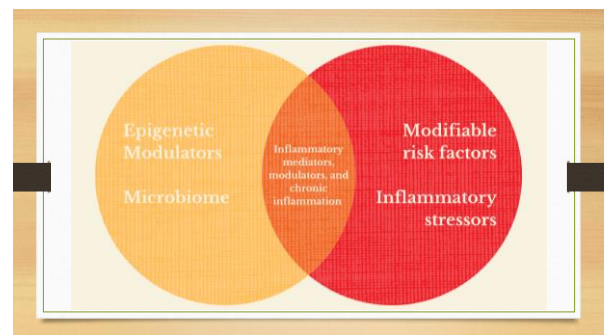 Epigenetic
Modulators
Microbiome
Inflammatory
mediators,
modulators, and
chronic
inflammation
Modifiable
risk factors
Inflammatory
stressors